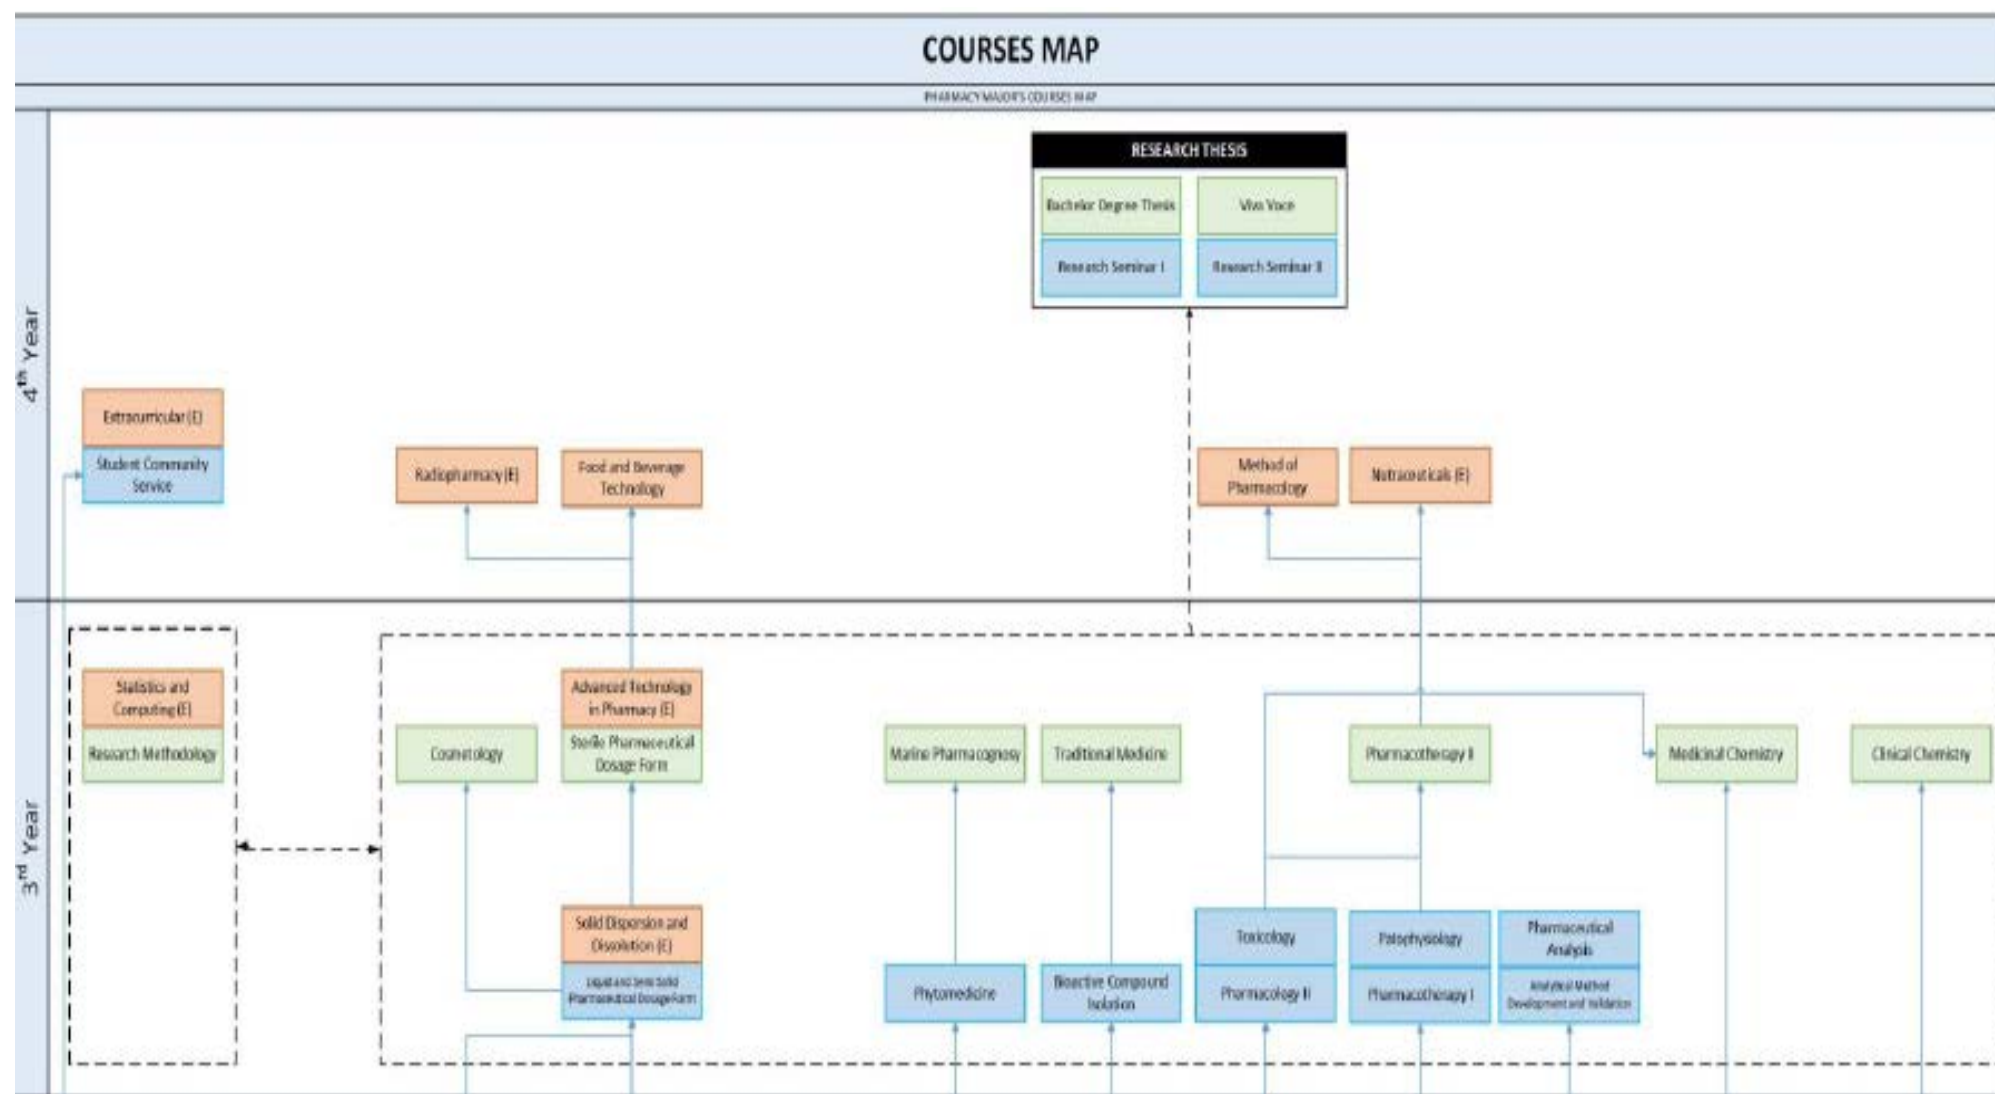 COURSES MAP
PHARMACY MAJOR'S COURSES MAP
4th Year
RESEARCH THESIS
Bachelor Degree Thesis
Viva Voce
Research Seminar I
Research Seminar II
Extracurricular (E)
Student Community
Service
Radiopharmacy (E)
Food and Beverage
Technology
Method of
Pharmacology
Nutraceuticals (E)
3rd Year
Statistics and
Computing (E)
Research Methodology
Cosmetology
Advanced Technology
in Pharmacy (E)
Sterile Pharmaceutical
Dosage Form
Marine Pharmacognosy
Traditional Medicine
Pharmacotherapy II
Medicinal Chemistry
Clinical Chemistry
Solid Dispersion and
Dissolution (E)
Liquid and Semi Solid
Pharmaceutical Dosage Form
Phytomedicine
Bioactive Compound
Isolation
Toxicology
Pharmacology II
Patophysiology
Pharmacotherapy I
Pharmaceutical
Analysis
Analytical Method
Development and Validation